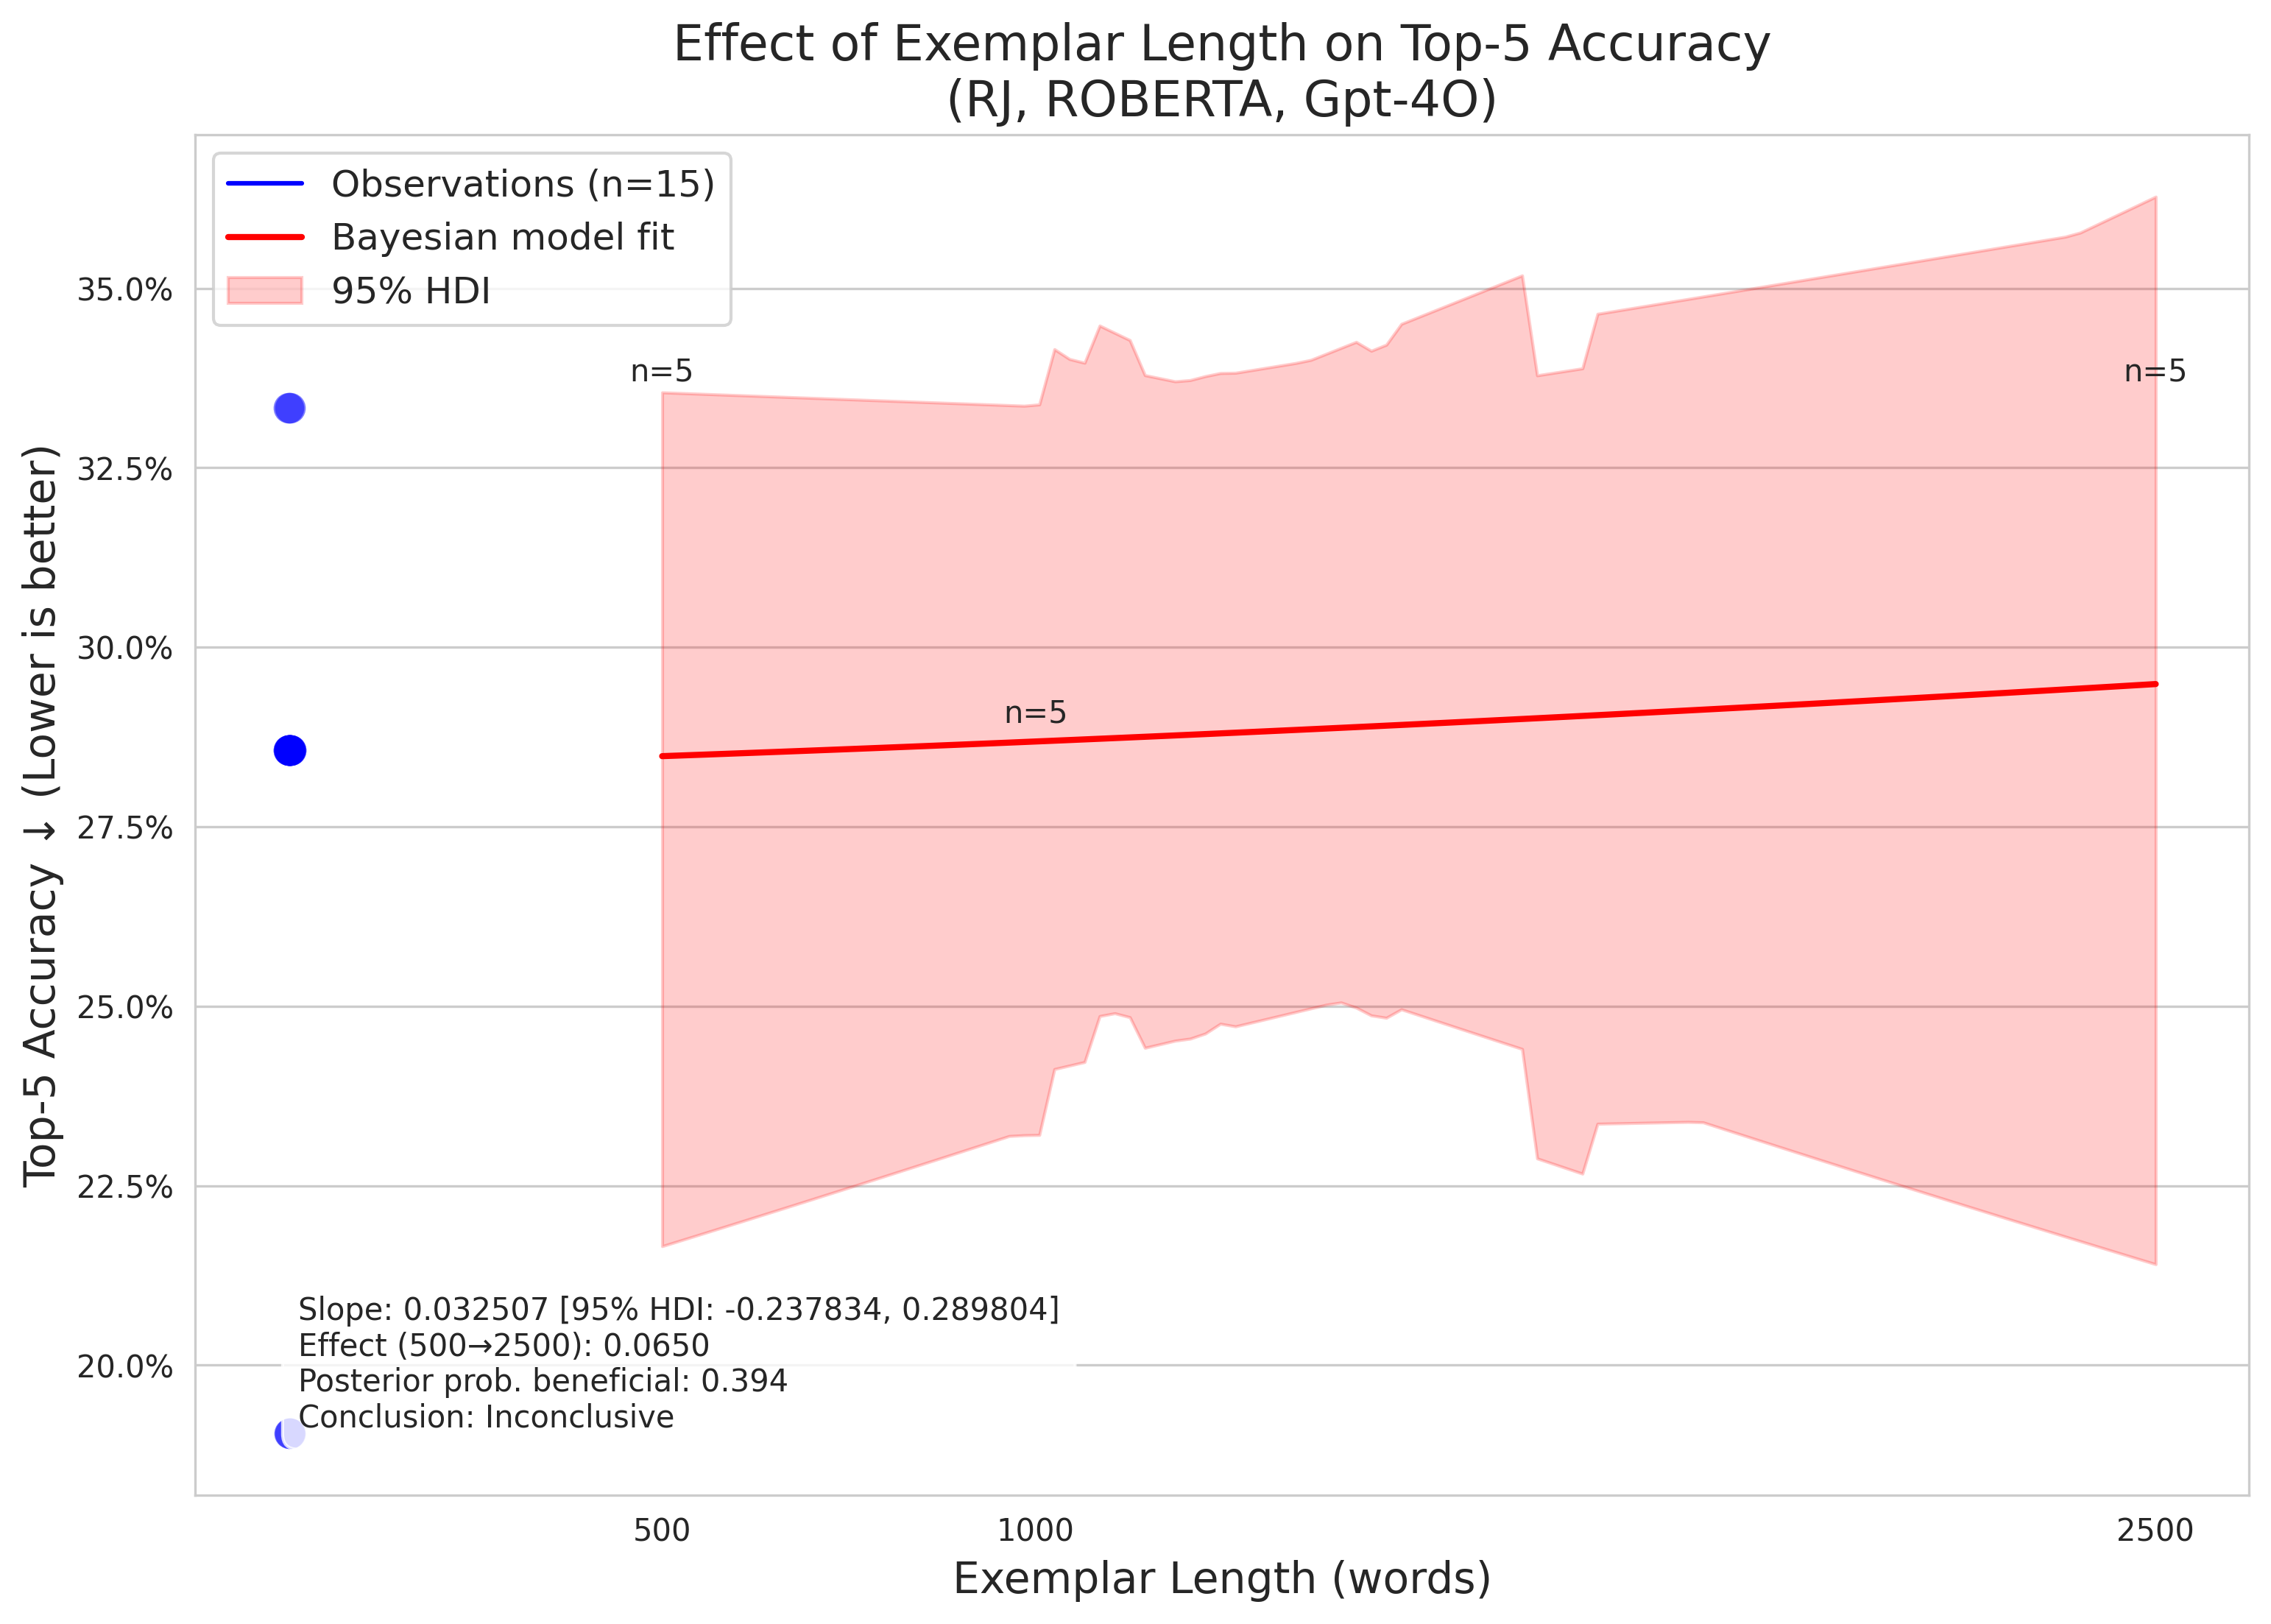 Effect of Exemplar Length on Top-5 Accuracy
(RJ, ROBERTA, Gpt-4O)
Observations (n=15)
Bayesian model fit
95% HDI
Top-5 Accuracy ↓ (Lower is better)
35.0%
32.5%
30.0%
27.5%
25.0%
22.5%
20.0%
n=5
n=5
n=5
Slope: 0.032507 [95% HDI: -0.237834, 0.289804]
Effect (500→2500): 0.0650
Posterior prob. beneficial: 0.394
Conclusion: Inconclusive
500
1000
2500
Exemplar Length (words)